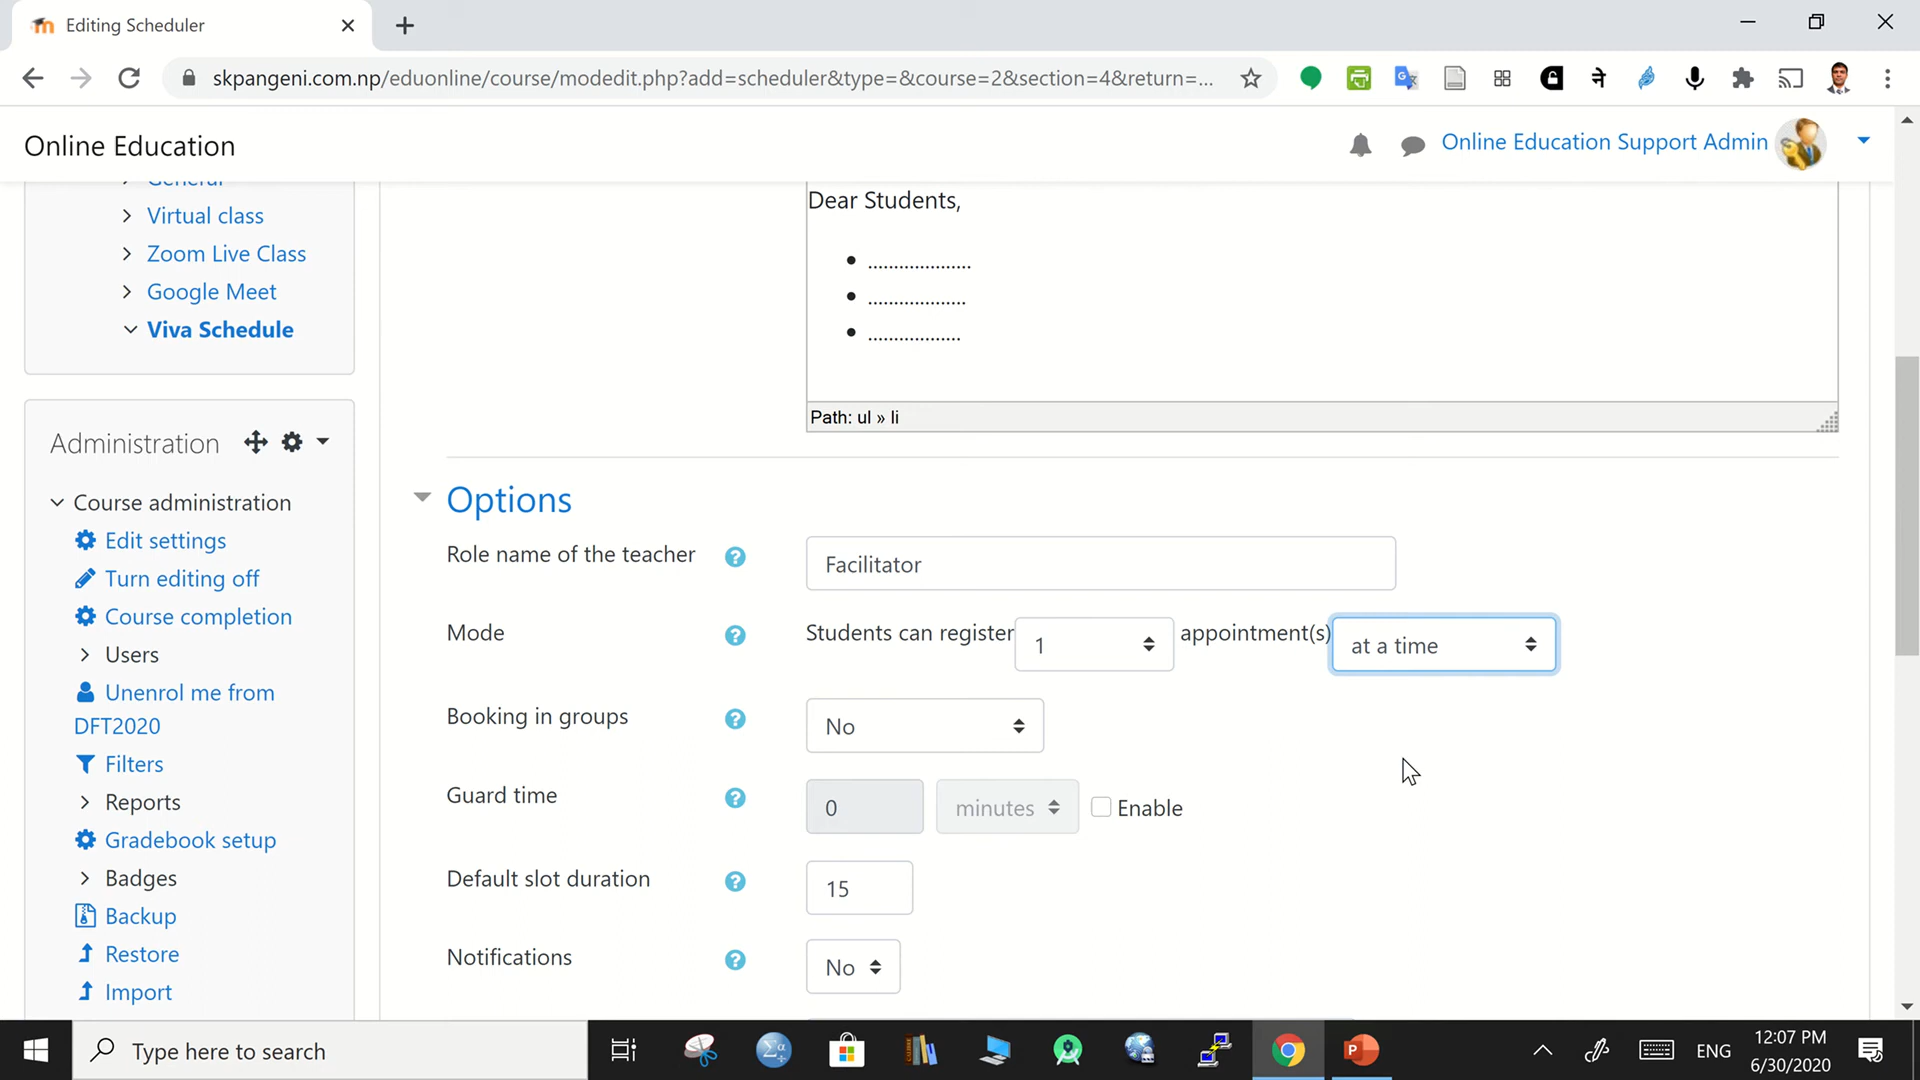 Editing Scheduler
skpangeni.com.np/eduonline/course/modedit.php?add=scheduler&type=&course=2&section=4&return=...
Online Education
Online Education Support Admin
General
Virtual class
Zoom Live Class
Google Meet
Viva Schedule
Administration
Course administration
Edit settings
Turn editing off
Course completion
Users
Unenrol me from
DFT2020
Filters
Reports
Gradebook setup
Badges
Backup
Restore
Import
Dear Students,
....................
...................
..................
Path: ul » li
Options
Role name of the teacher
Facilitator
Mode
Students can register 1 appointment(s) at a time
Booking in groups
No
Guard time
0 minutes Enable
Default slot duration
15
Notifications
No
Type here to search
ENG
12:07 PM
6/30/2020